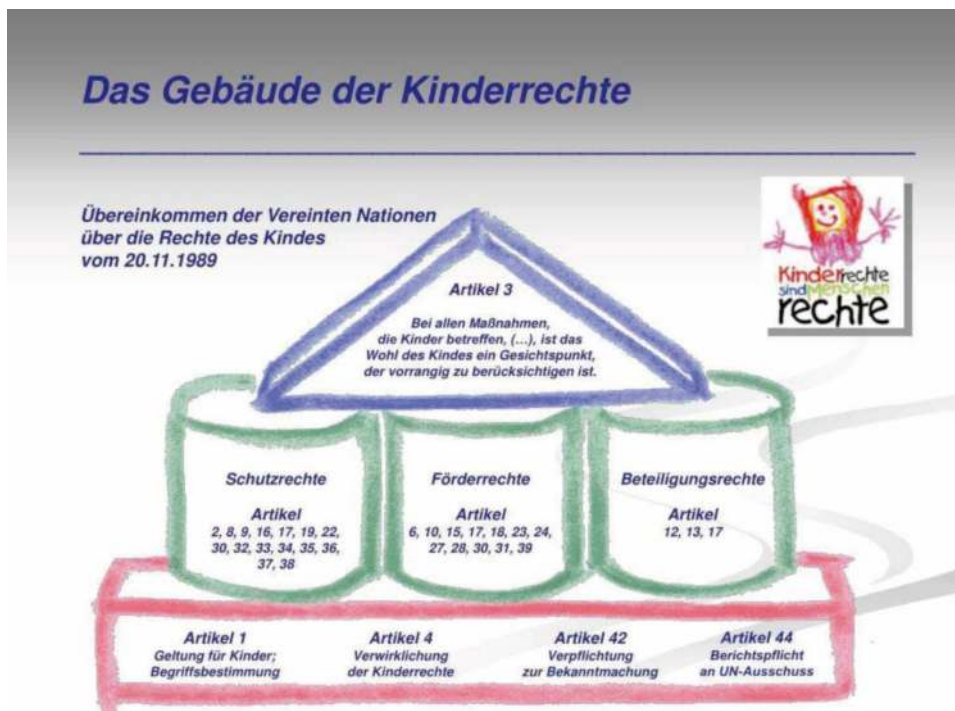 Das Gebäude der Kinderrechte
Übereinkommen der Vereinten Nationen
über die Rechte des Kindes
vom 20.11.1989
Kinderrechte
sind Menschen
rechte
Artikel 3
Bei allen Maßnahmen,
die Kinder betreffen, (…), ist das
Wohl des Kindes ein Gesichtspunkt,
der vorrangig zu berücksichtigen ist.
Schutzrechte
Artikel
2, 8, 9, 16, 17, 19, 22,
30, 32, 33, 34, 35, 36,
37, 38
Förderrechte
Artikel
6, 10, 15, 17, 18, 23, 24,
27, 28, 30, 31, 39
Beteiligungsrechte
Artikel
12, 13, 17
Artikel 1
Geltung für Kinder;
Begriffsbestimmung
Artikel 4
Verwirklichung
der Kinderrechte
Artikel 42
Verpflichtung
zur Bekanntmachung
Artikel 44
Berichtspflicht
an UN-Ausschuss